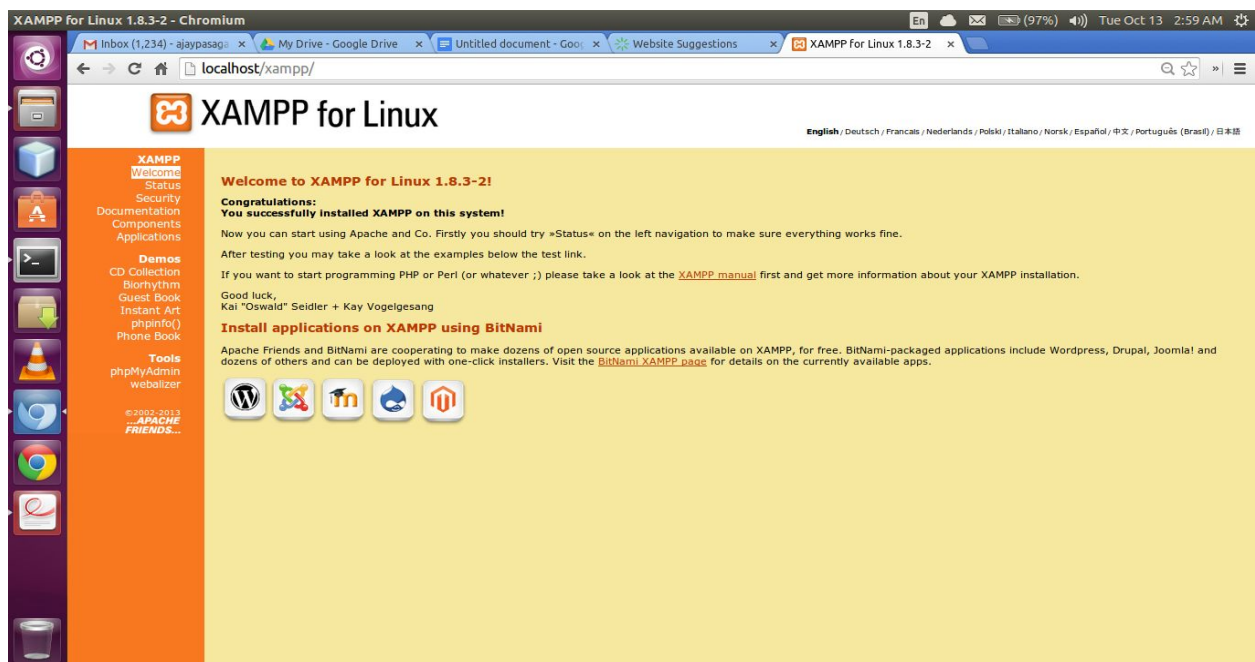 XAMPP for Linux 1.8.3-2 - Chromium
En (97%) Tue Oct 13 2:59 AM
Inbox (1,234) - ajaypasaga My Drive - Google Drive Untitled document - Goog Website Suggestions XAMPP for Linux 1.8.3-2
localhost/xampp/
XAMPP for Linux
English / Deutsch / Francais / Nederlands / Polski / Italiano / Norsk / Español / 中文 / Português (Brasil) / 日本語
XAMPP
Welcome
Status
Security
Documentation
Components
Applications
Demos
CD Collection
Biorhythm
Guest Book
Instant Art
phpinfo()
Phone Book
Tools
phpMyAdmin
webalizer
©2002-2013
...APACHE
FRIENDS...
Welcome to XAMPP for Linux 1.8.3-2!
Congratulations:
You successfully installed XAMPP on this system!
Now you can start using Apache and Co. Firstly you should try »Status« on the left navigation to make sure everything works fine.
After testing you may take a look at the examples below the test link.
If you want to start programming PHP or Perl (or whatever ;) please take a look at the XAMPP manual first and get more information about your XAMPP installation.
Good luck,
Kai "Oswald" Seidler + Kay Vogelgesang
Install applications on XAMPP using BitNami
Apache Friends and BitNami are cooperating to make dozens of open source applications available on XAMPP, for free. BitNami-packaged applications include Wordpress, Drupal, Joomla! and
dozens of others and can be deployed with one-click installers. Visit the BitNami XAMPP page for details on the currently available apps.